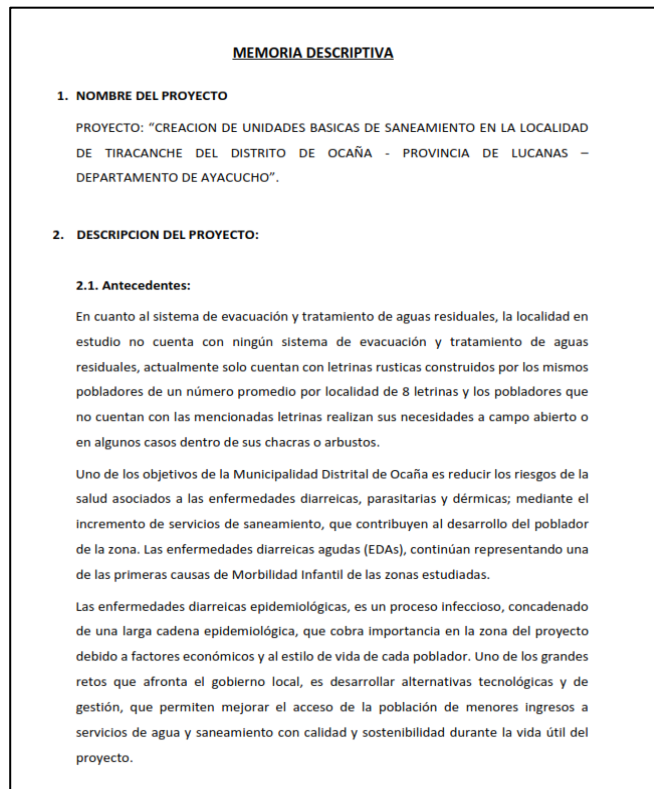 MEMORIA DESCRIPTIVA
1. NOMBRE DEL PROYECTO
PROYECTO: “CREACION DE UNIDADES BASICAS DE SANEAMIENTO EN LA LOCALIDAD
DE TIRACANCHE DEL DISTRITO DE OCAÑA - PROVINCIA DE LUCANAS –
DEPARTAMENTO DE AYACUCHO”.
2. DESCRIPCION DEL PROYECTO:
2.1. Antecedentes:
En cuanto al sistema de evacuación y tratamiento de aguas residuales, la localidad en
estudio no cuenta con ningún sistema de evacuación y tratamiento de aguas
residuales, actualmente solo cuentan con letrinas rusticas construidos por los mismos
pobladores de un número promedio por localidad de 8 letrinas y los pobladores que
no cuentan con las mencionadas letrinas realizan sus necesidades a campo abierto o
en algunos casos dentro de sus chacras o arbustos.
Uno de los objetivos de la Municipalidad Distrital de Ocaña es reducir los riesgos de la
salud asociados a las enfermedades diarreicas, parasitarias y dérmicas; mediante el
incremento de servicios de saneamiento, que contribuyen al desarrollo del poblador
de la zona. Las enfermedades diarreicas agudas (EDAs), continúan representando una
de las primeras causas de Morbilidad Infantil de las zonas estudiadas.
Las enfermedades diarreicas epidemiológicas, es un proceso infeccioso, concadenado
de una larga cadena epidemiológica, que cobra importancia en la zona del proyecto
debido a factores económicos y al estilo de vida de cada poblador. Uno de los grandes
retos que afronta el gobierno local, es desarrollar alternativas tecnológicas y de
gestión, que permiten mejorar el acceso de la población de menores ingresos a
servicios de agua y saneamiento con calidad y sostenibilidad durante la vida útil del
proyecto.